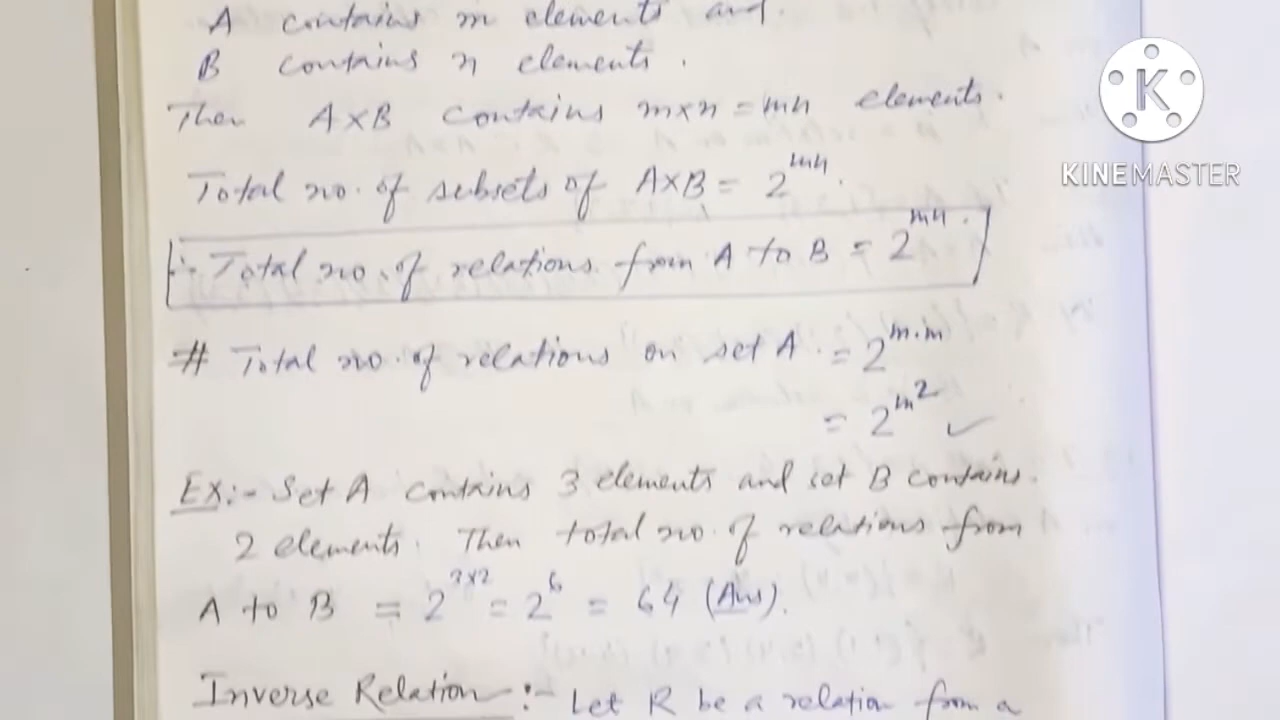 A contains m elements and.
B contains n elements.
Then A×B contains m×n = mn elements.
Total no. of subsets of A×B = 2^mn.
∴ Total no. of relations from A to B = 2^mn.
# Total no. of relations on set A. = 2^m.m
= 2^m^2 ✓
Ex:- Set A contains 3 elements and set B contains.
2 elements. Then total no. of relations from
A to B = 2^3×2 = 2^6 = 64 (Ans).
Inverse Relation :- Let R be a relation from a
K
KINEMASTER